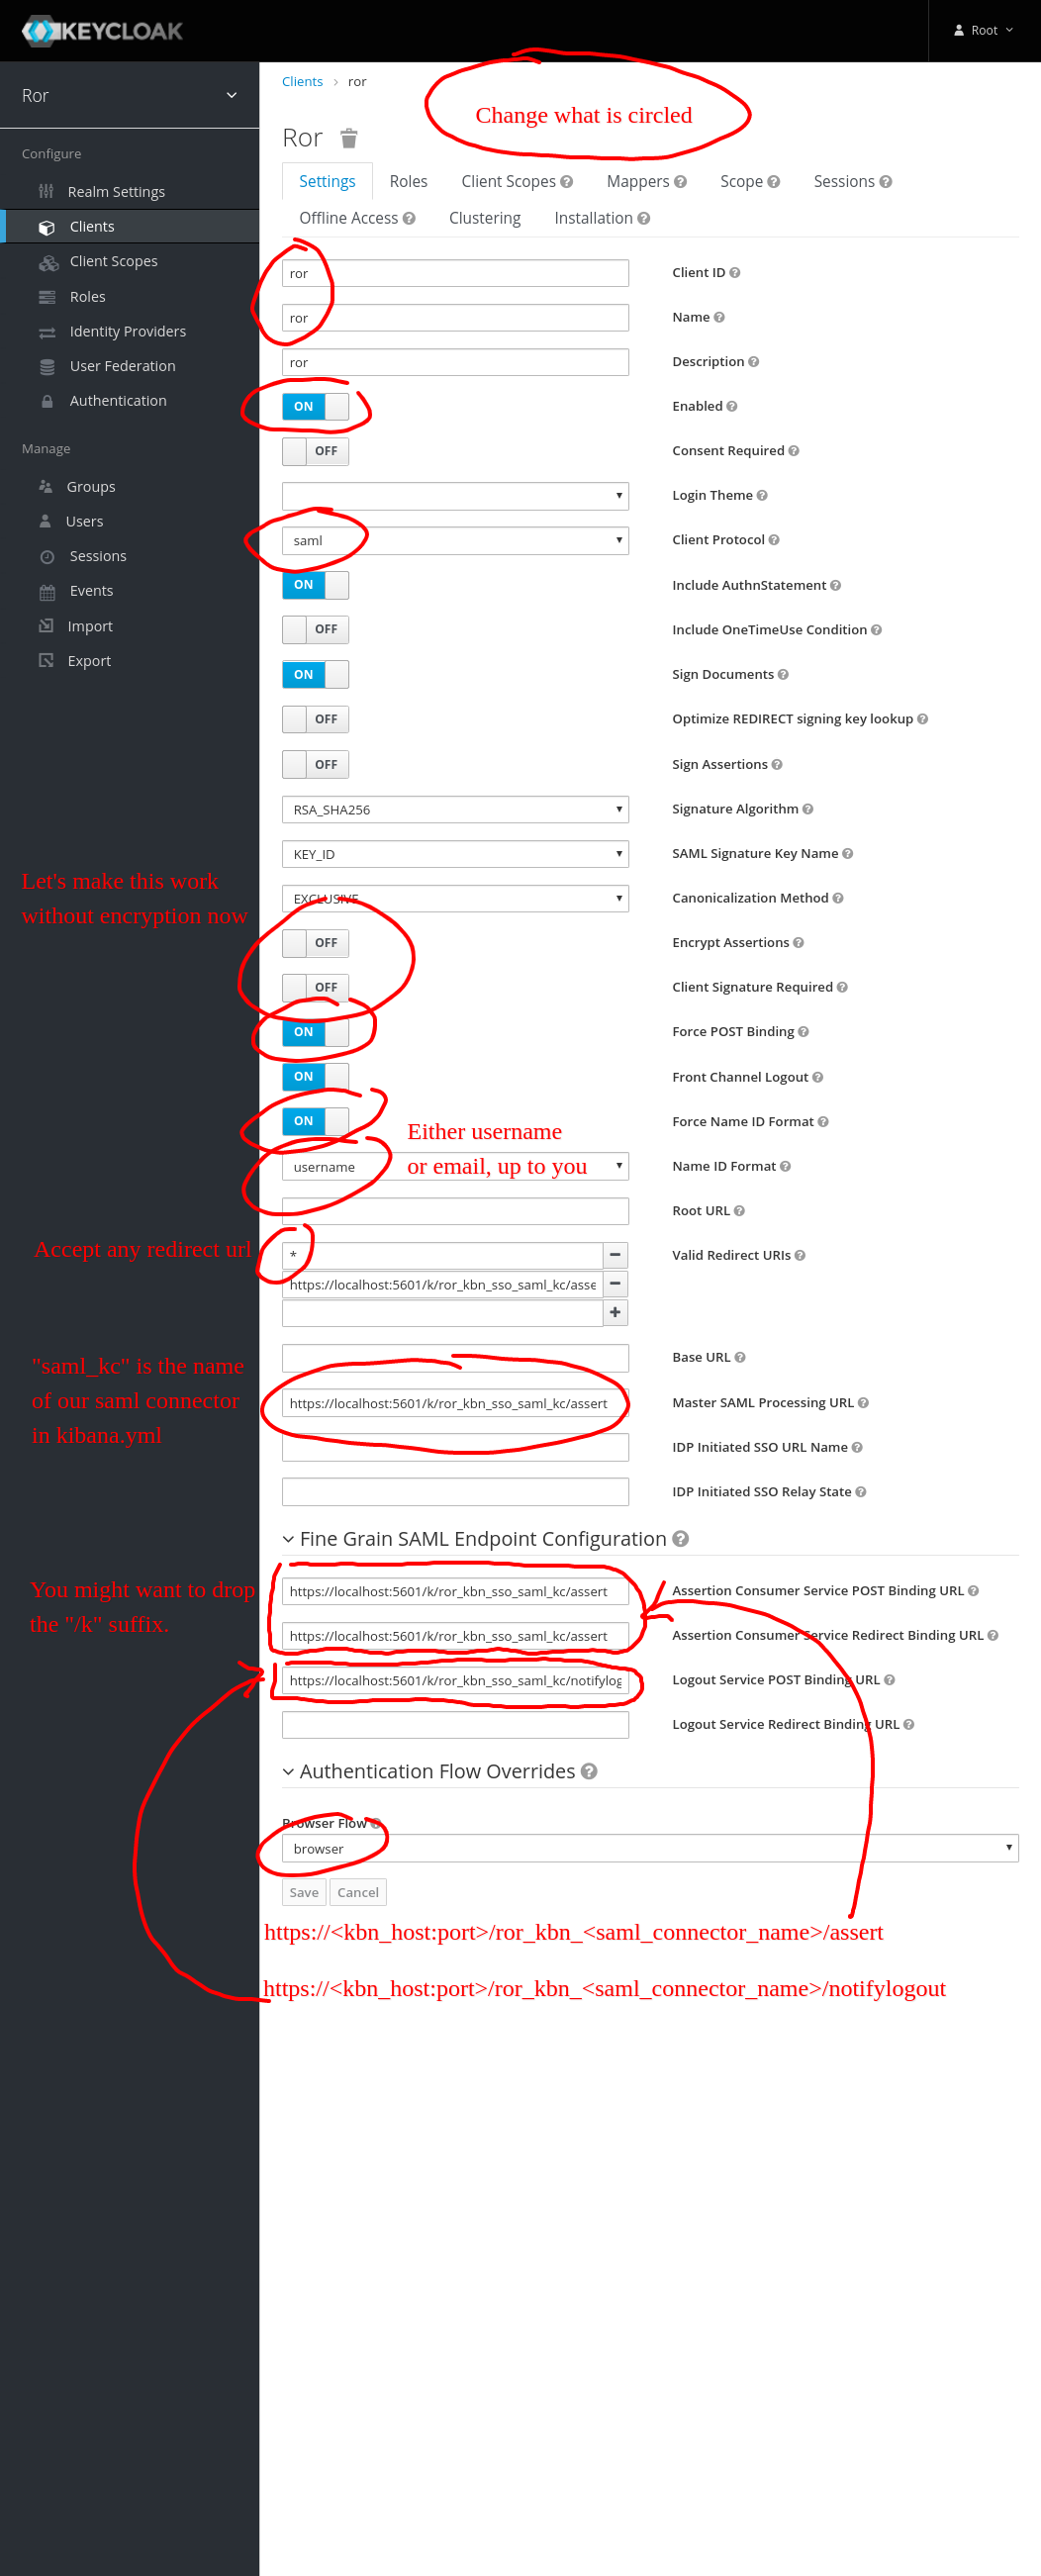 KEYCLOAK
Root
Ror
Configure
Realm Settings
Clients
Client Scopes
Roles
Identity Providers
User Federation
Authentication
Manage
Groups
Users
Sessions
Events
Import
Export
Let's make this work
without encryption now
Accept any redirect url
"saml_kc" is the name
of our saml connector
in kibana.yml
You might want to drop
the "/k" suffix.
Clients > ror
Change what is circled
Ror
Settings Roles Client Scopes Mappers Scope Sessions
Offline Access Clustering Installation
ror Client ID
ror Name
ror Description
ON Enabled
OFF Consent Required
Login Theme
saml Client Protocol
ON Include AuthnStatement
OFF Include OneTimeUse Condition
ON Sign Documents
OFF Optimize REDIRECT signing key lookup
OFF Sign Assertions
RSA_SHA256 Signature Algorithm
KEY_ID SAML Signature Key Name
EXCLUSIVE Canonicalization Method
OFF Encrypt Assertions
OFF Client Signature Required
ON Force POST Binding
ON Front Channel Logout
ON Force Name ID Format
Either username
or email, up to you
username Name ID Format
Root URL
* Valid Redirect URIs
https://localhost:5601/k/ror_kbn_sso_saml_kc/asse
Base URL
https://localhost:5601/k/ror_kbn_sso_saml_kc/assert Master SAML Processing URL
IDP Initiated SSO URL Name
IDP Initiated SSO Relay State
Fine Grain SAML Endpoint Configuration
https://localhost:5601/k/ror_kbn_sso_saml_kc/assert Assertion Consumer Service POST Binding URL
https://localhost:5601/k/ror_kbn_sso_saml_kc/assert Assertion Consumer Service Redirect Binding URL
https://localhost:5601/k/ror_kbn_sso_saml_kc/notifylog Logout Service POST Binding URL
Logout Service Redirect Binding URL
Authentication Flow Overrides
Browser Flow
browser
Save Cancel
https://<kbn_host:port>/ror_kbn_<saml_connector_name>/assert
https://<kbn_host:port>/ror_kbn_<saml_connector_name>/notifylogout